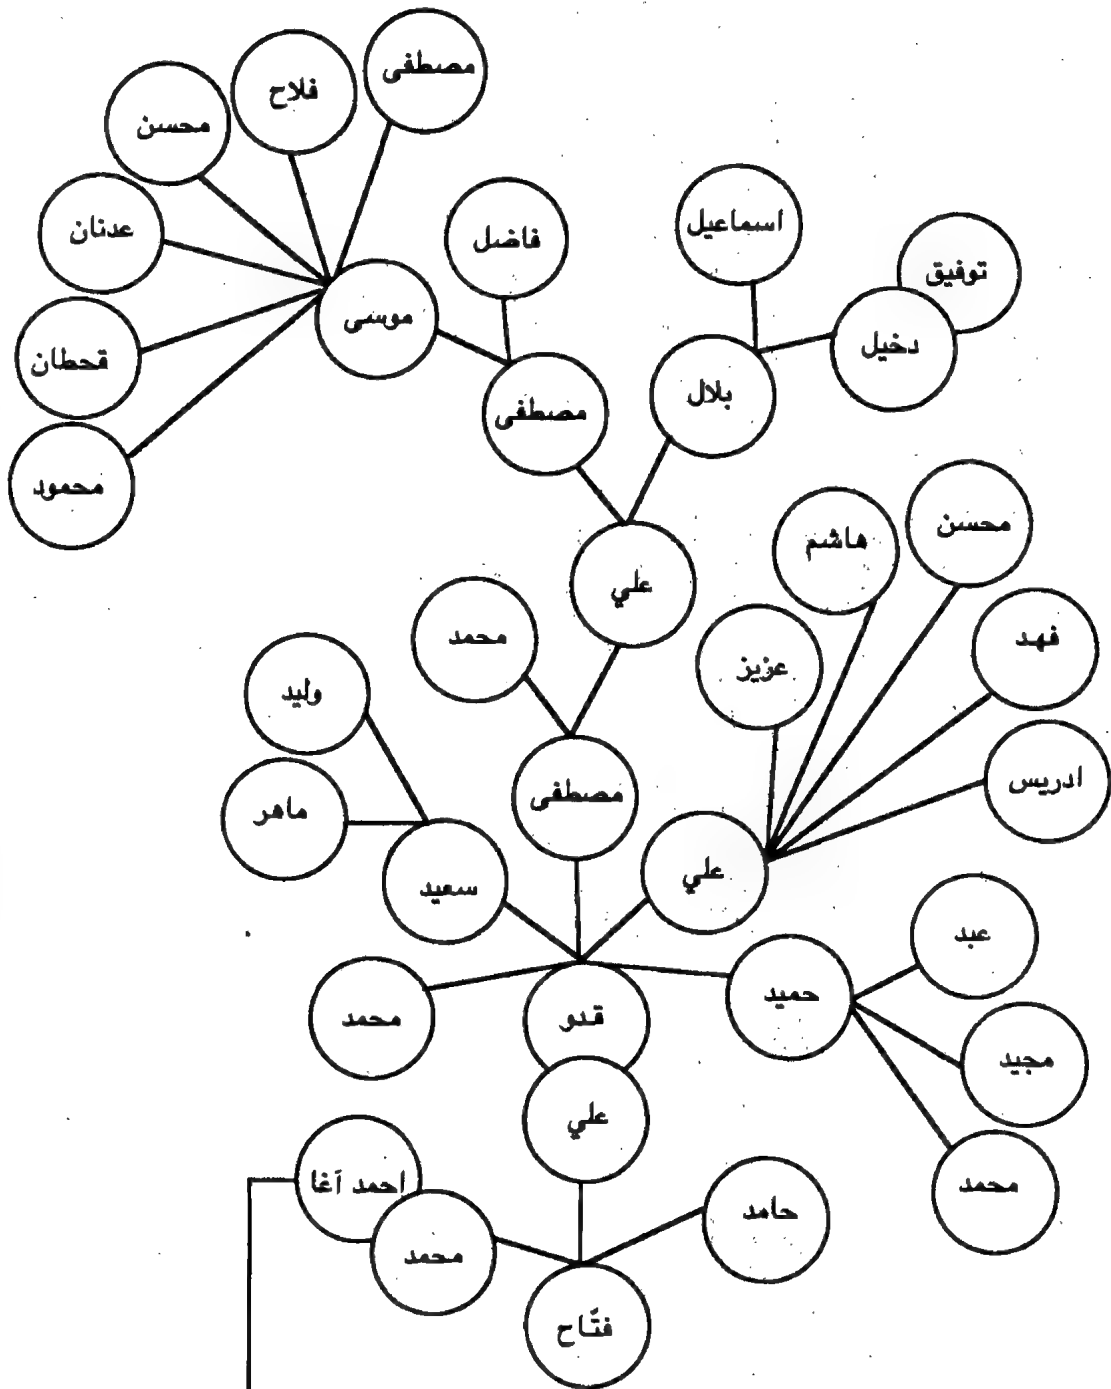 مصطفى
فلاح
محسن
عدنان
قحطان
محمود
موسى
فاضل
اسماعيل
توفيق
دخيل
بلال
مصطفى
علي
محسن
هاشم
عزيز
فهد
ادريس
محمد
وليد
ماهر
مصطفى
علي
سعيد
عبد
حميد
قدو
محمد
مجيد
علي
محمد
حامد
احمد آغا
محمد
فتّاح